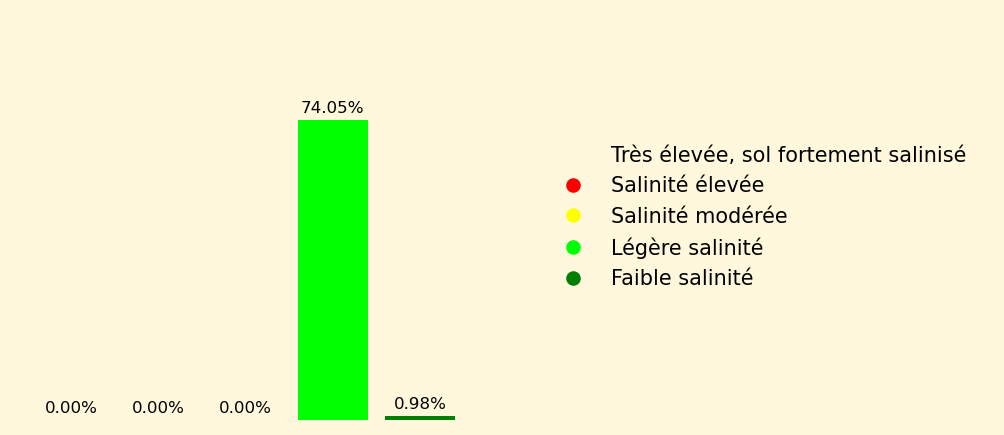 74.05%
0.00%
0.00%
0.00%
0.98%
Très élevée, sol fortement salinisé
Salinité élevée
Salinité modérée
Légère salinité
Faible salinité